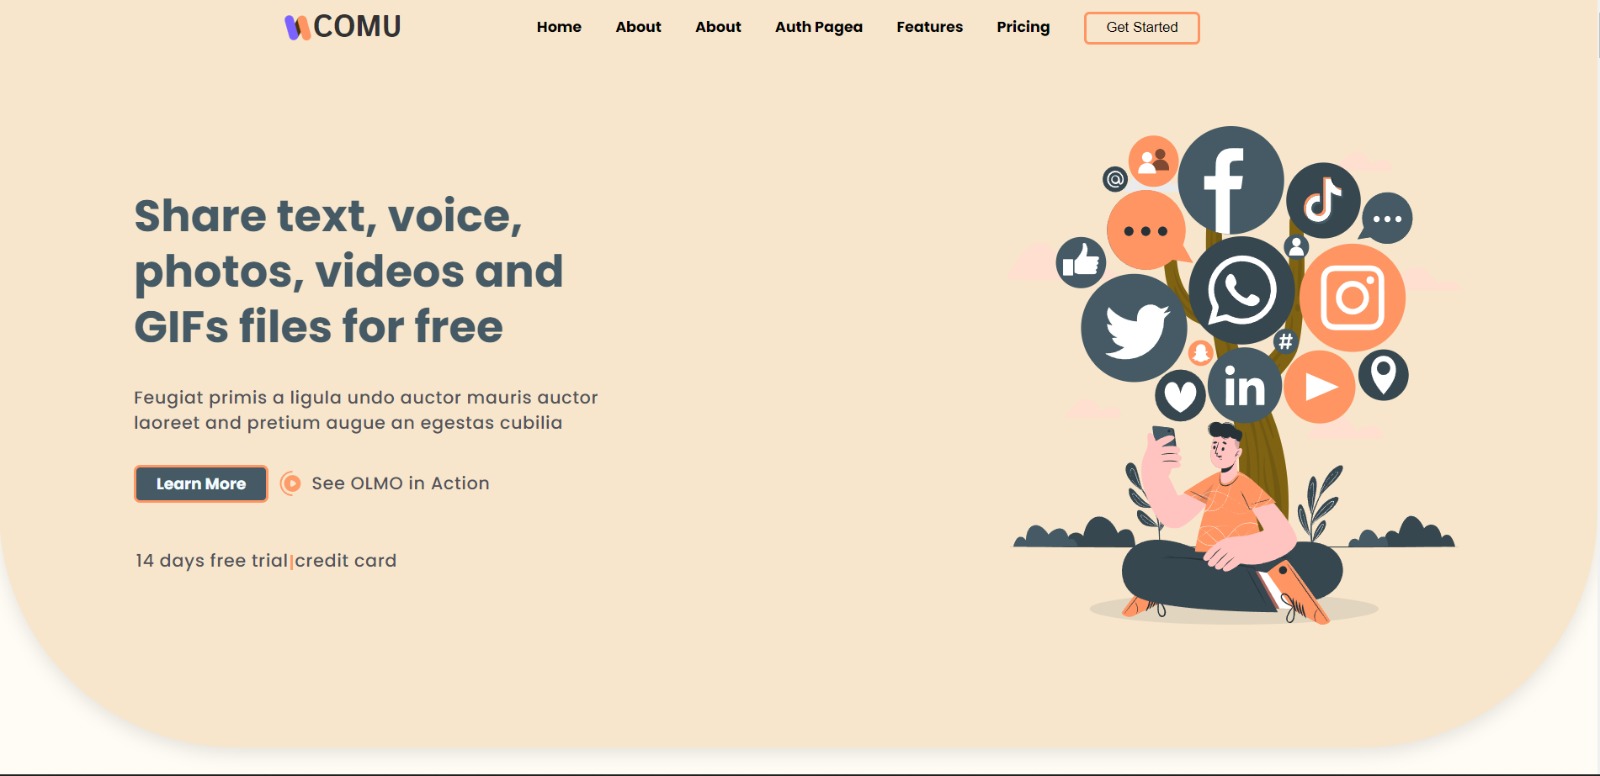 COMU
Home About About Auth Pagea Features Pricing Get Started
Share text, voice,
photos, videos and
GIFs files for free
Feugiat primis a ligula undo auctor mauris auctor
laoreet and pretium augue an egestas cubilia
Learn More See OLMO in Action
14 days free trial|credit card
@
f
#
in